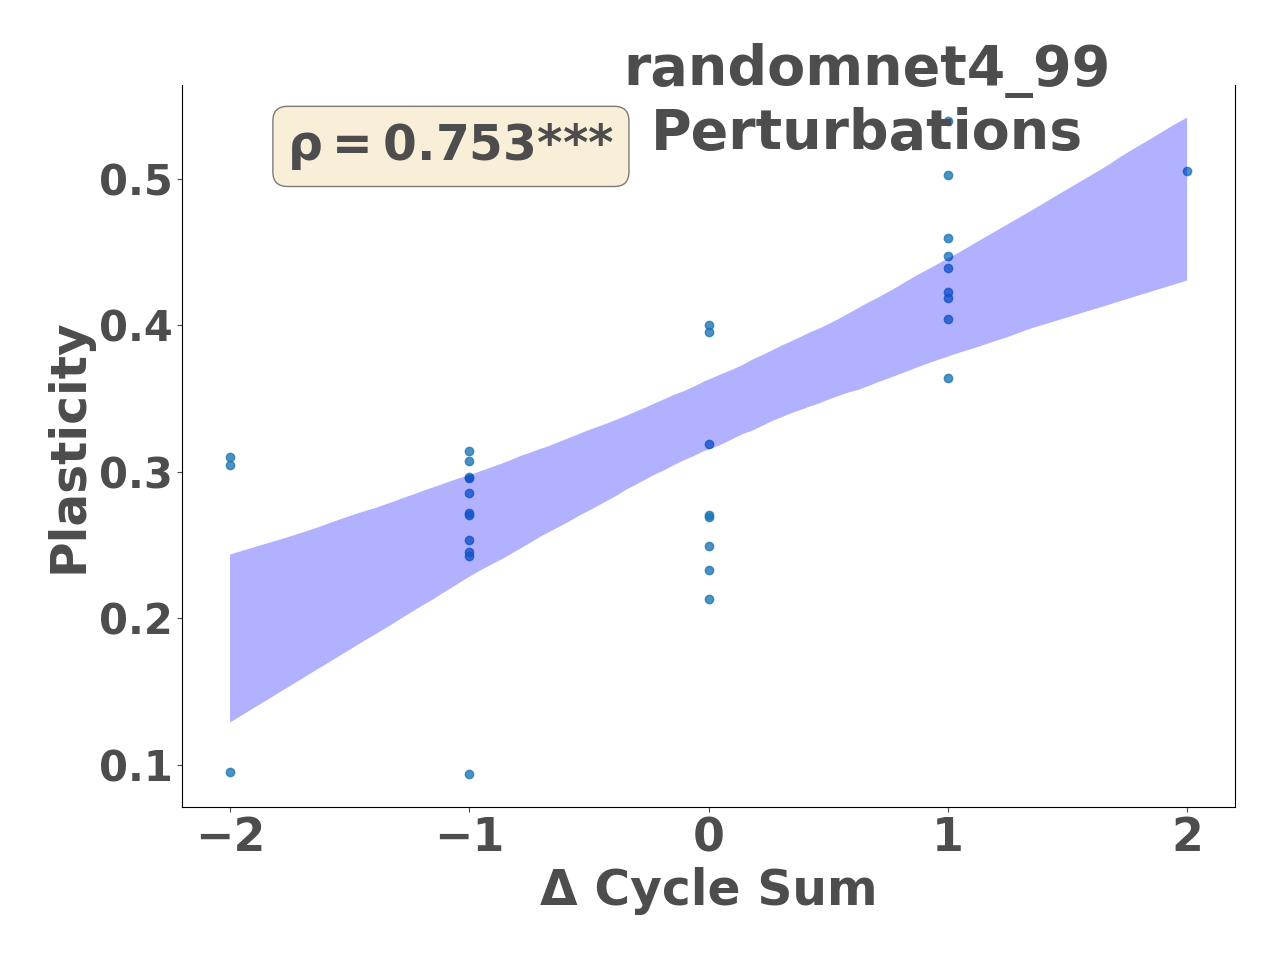 randomnet4_99
Perturbations
ρ = 0.753***
Plasticity
0.5
0.4
0.3
0.2
0.1
−2 −1 0 1 2
Δ Cycle Sum